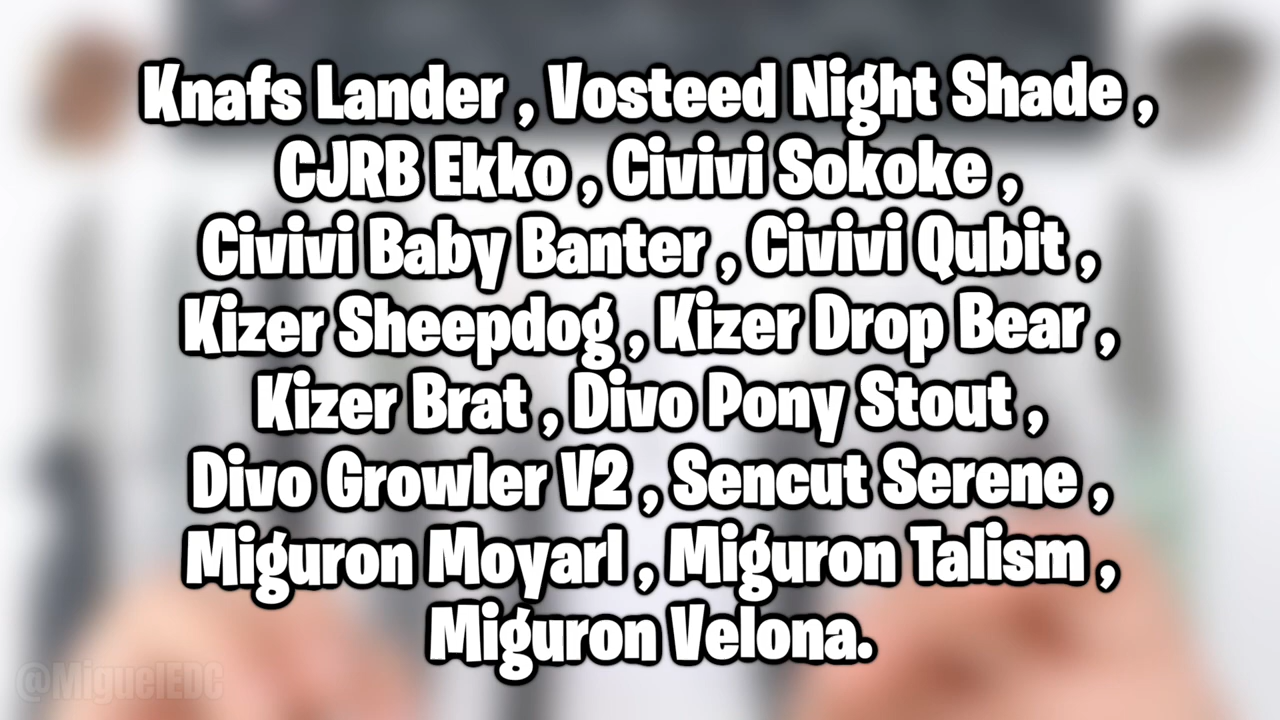 Knafs Lander , Vosteed Night Shade ,
CJRB Ekko , Civivi Sokoke ,
Civivi Baby Banter , Civivi Qubit ,
Kizer Sheepdog , Kizer Drop Bear ,
Kizer Brat , Divo Pony Stout ,
Divo Growler V2 , Sencut Serene ,
Miguron Moyarl , Miguron Talism ,
Miguron Velona.
@MiguelEDC